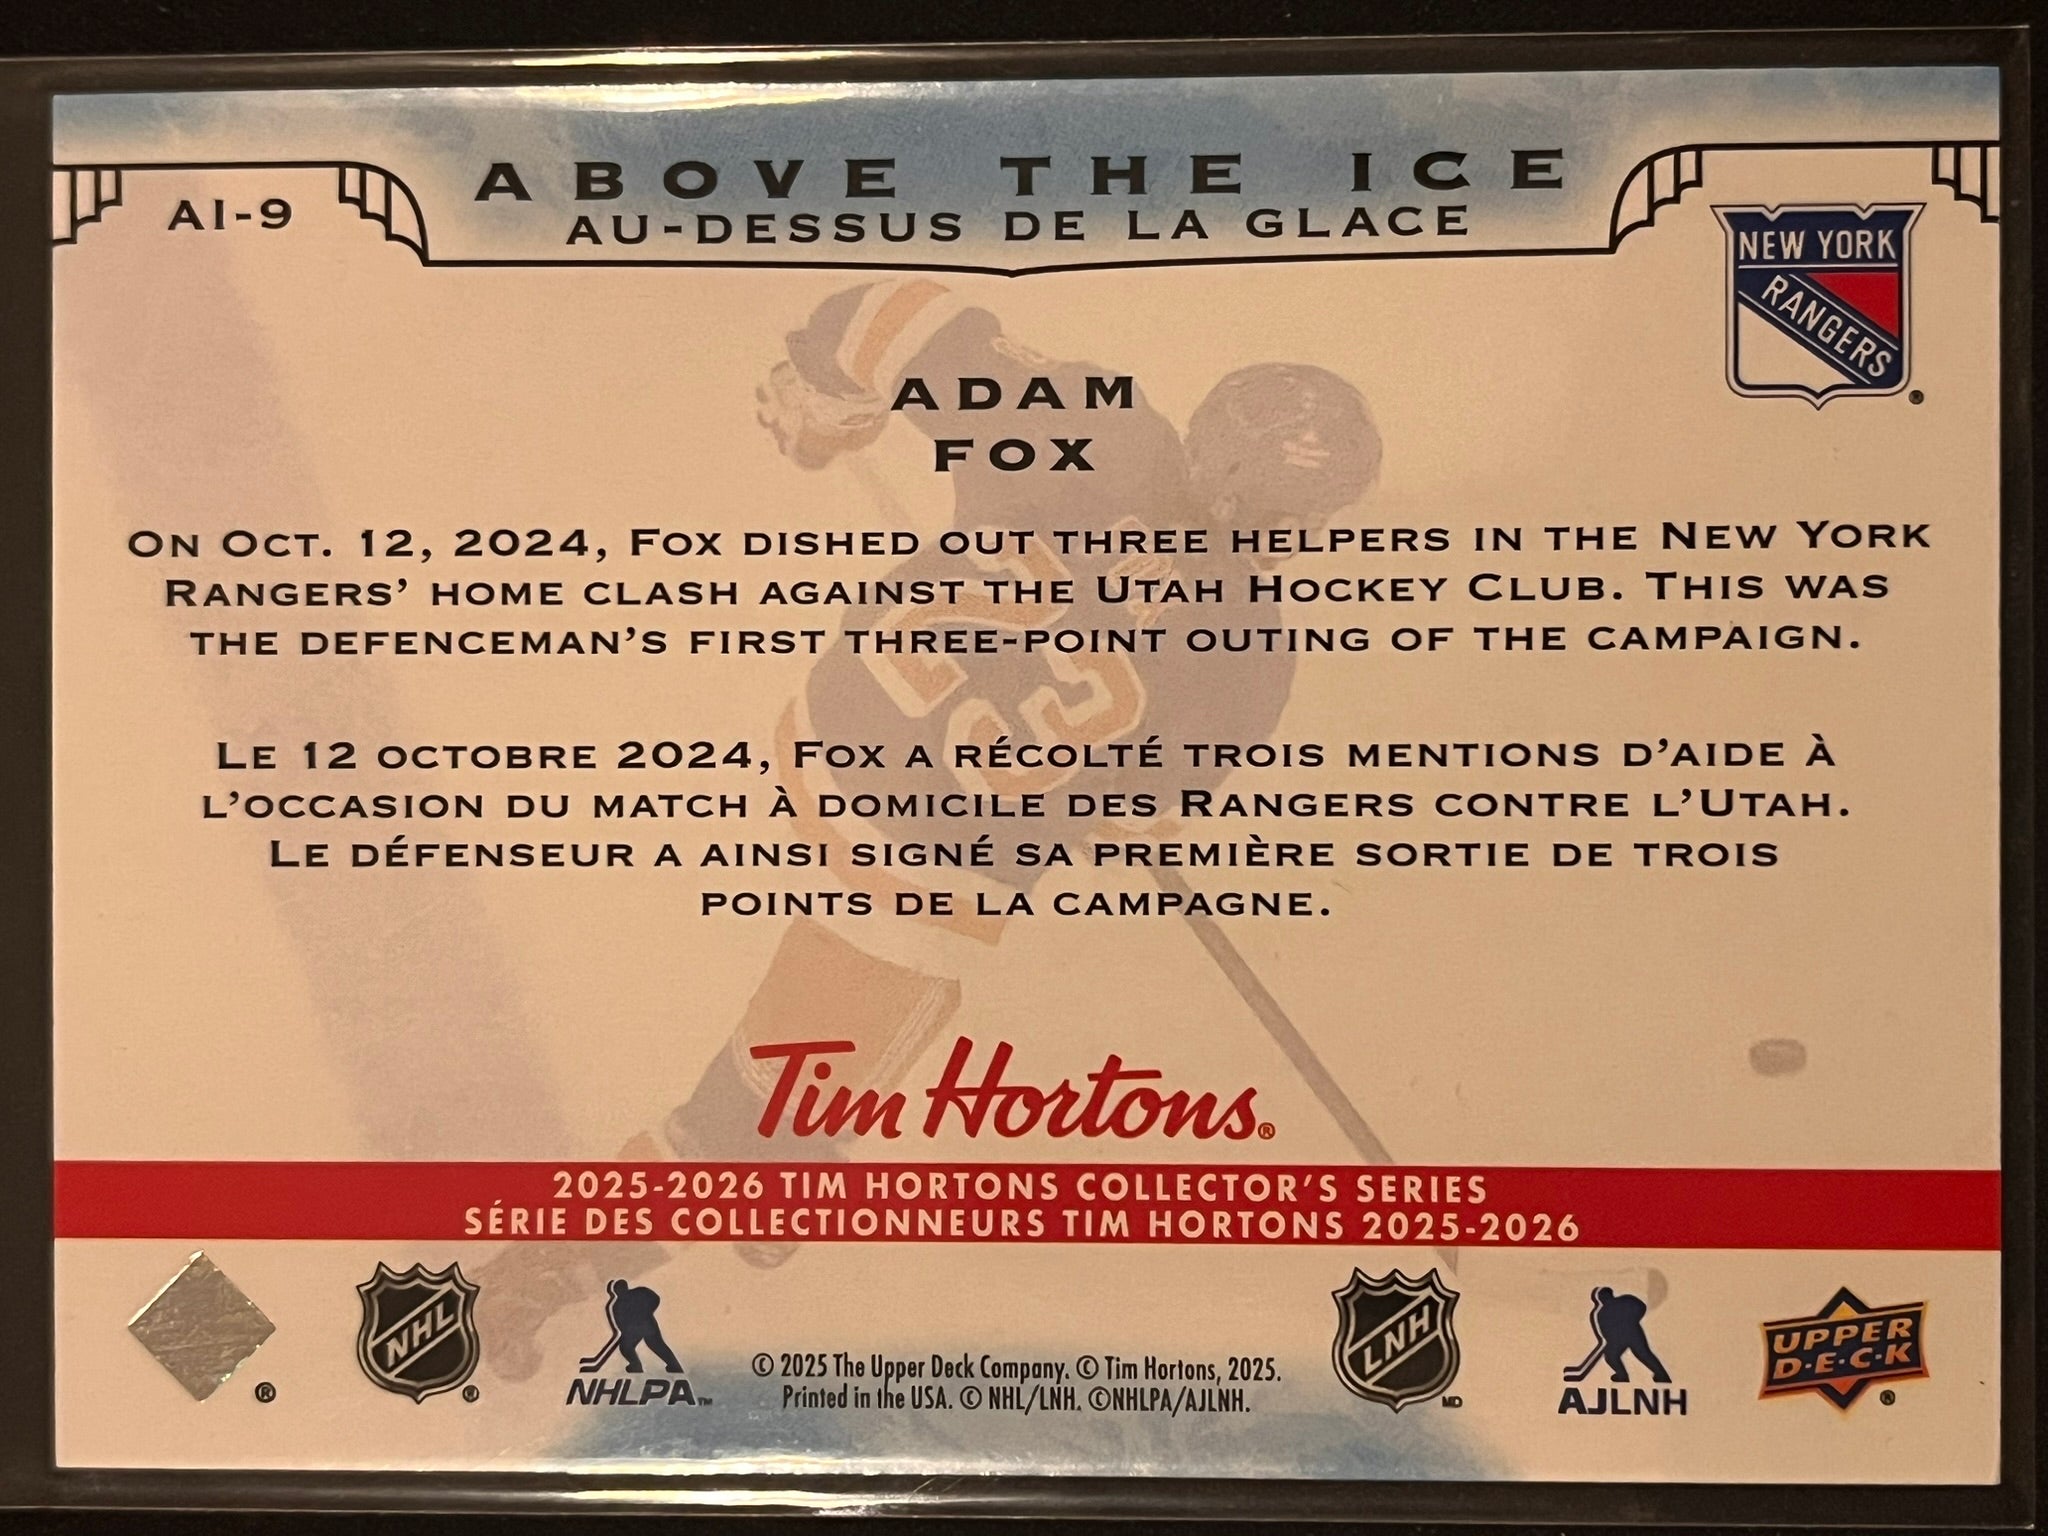 AI-9
ABOVE THE ICE
AU-DESSUS DE LA GLACE
NEW YORK
RANGERS
®
ADAM
FOX
ON OCT. 12, 2024, FOX DISHED OUT THREE HELPERS IN THE NEW YORK
RANGERS' HOME CLASH AGAINST THE UTAH HOCKEY CLUB. THIS WAS
THE DEFENCEMAN'S FIRST THREE-POINT OUTING OF THE CAMPAIGN.
LE 12 OCTOBRE 2024, FOX A RÉCOLTÉ TROIS MENTIONS D'AIDE À
L'OCCASION DU MATCH À DOMICILE DES RANGERS CONTRE L'UTAH.
LE DÉFENSEUR A AINSI SIGNÉ SA PREMIÈRE SORTIE DE TROIS
POINTS DE LA CAMPAGNE.
23
Tim Hortons®
2025-2026 TIM HORTONS COLLECTOR'S SERIES
SÉRIE DES COLLECTIONNEURS TIM HORTONS 2025-2026
®
NHL ®
NHLPA™
© 2025 The Upper Deck Company. © Tim Hortons, 2025.
Printed in the USA. © NHL/LNH. ©NHLPA/AJLNH.
LNH MD
AJLNH
UPPER
D·E·C·K
®